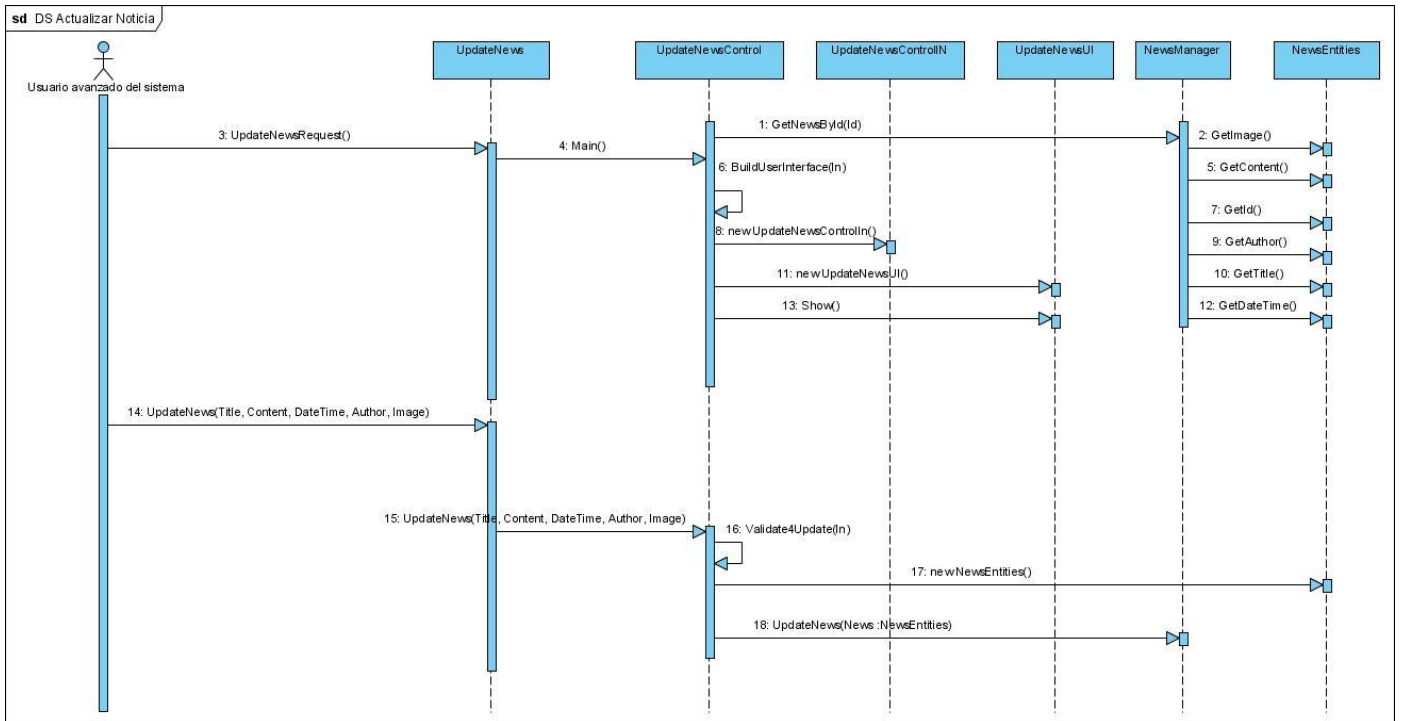 sd DS Actualizar Noticia
UpdateNews
UpdateNewsControl
UpdateNewsControlIN
UpdateNewsUI
NewsManager
NewsEntities
Usuario avanzado del sistema
1: GetNewsById(Id)
3: UpdateNewsRequest()
2: GetImage()
4: Main()
6: BuildUserInterface(In)
5: GetContent()
7: GetId()
8: newUpdateNewsControlIn()
9: GetAuthor()
11: newUpdateNewsUI()
10: GetTitle()
13: Show()
12: GetDateTime()
14: UpdateNews(Title, Content, DateTime, Author, Image)
15: UpdateNews(Title, Content, DateTime, Author, Image)
16: Validate4Update(In)
17: newNewsEntities()
18: UpdateNews(News :NewsEntities)